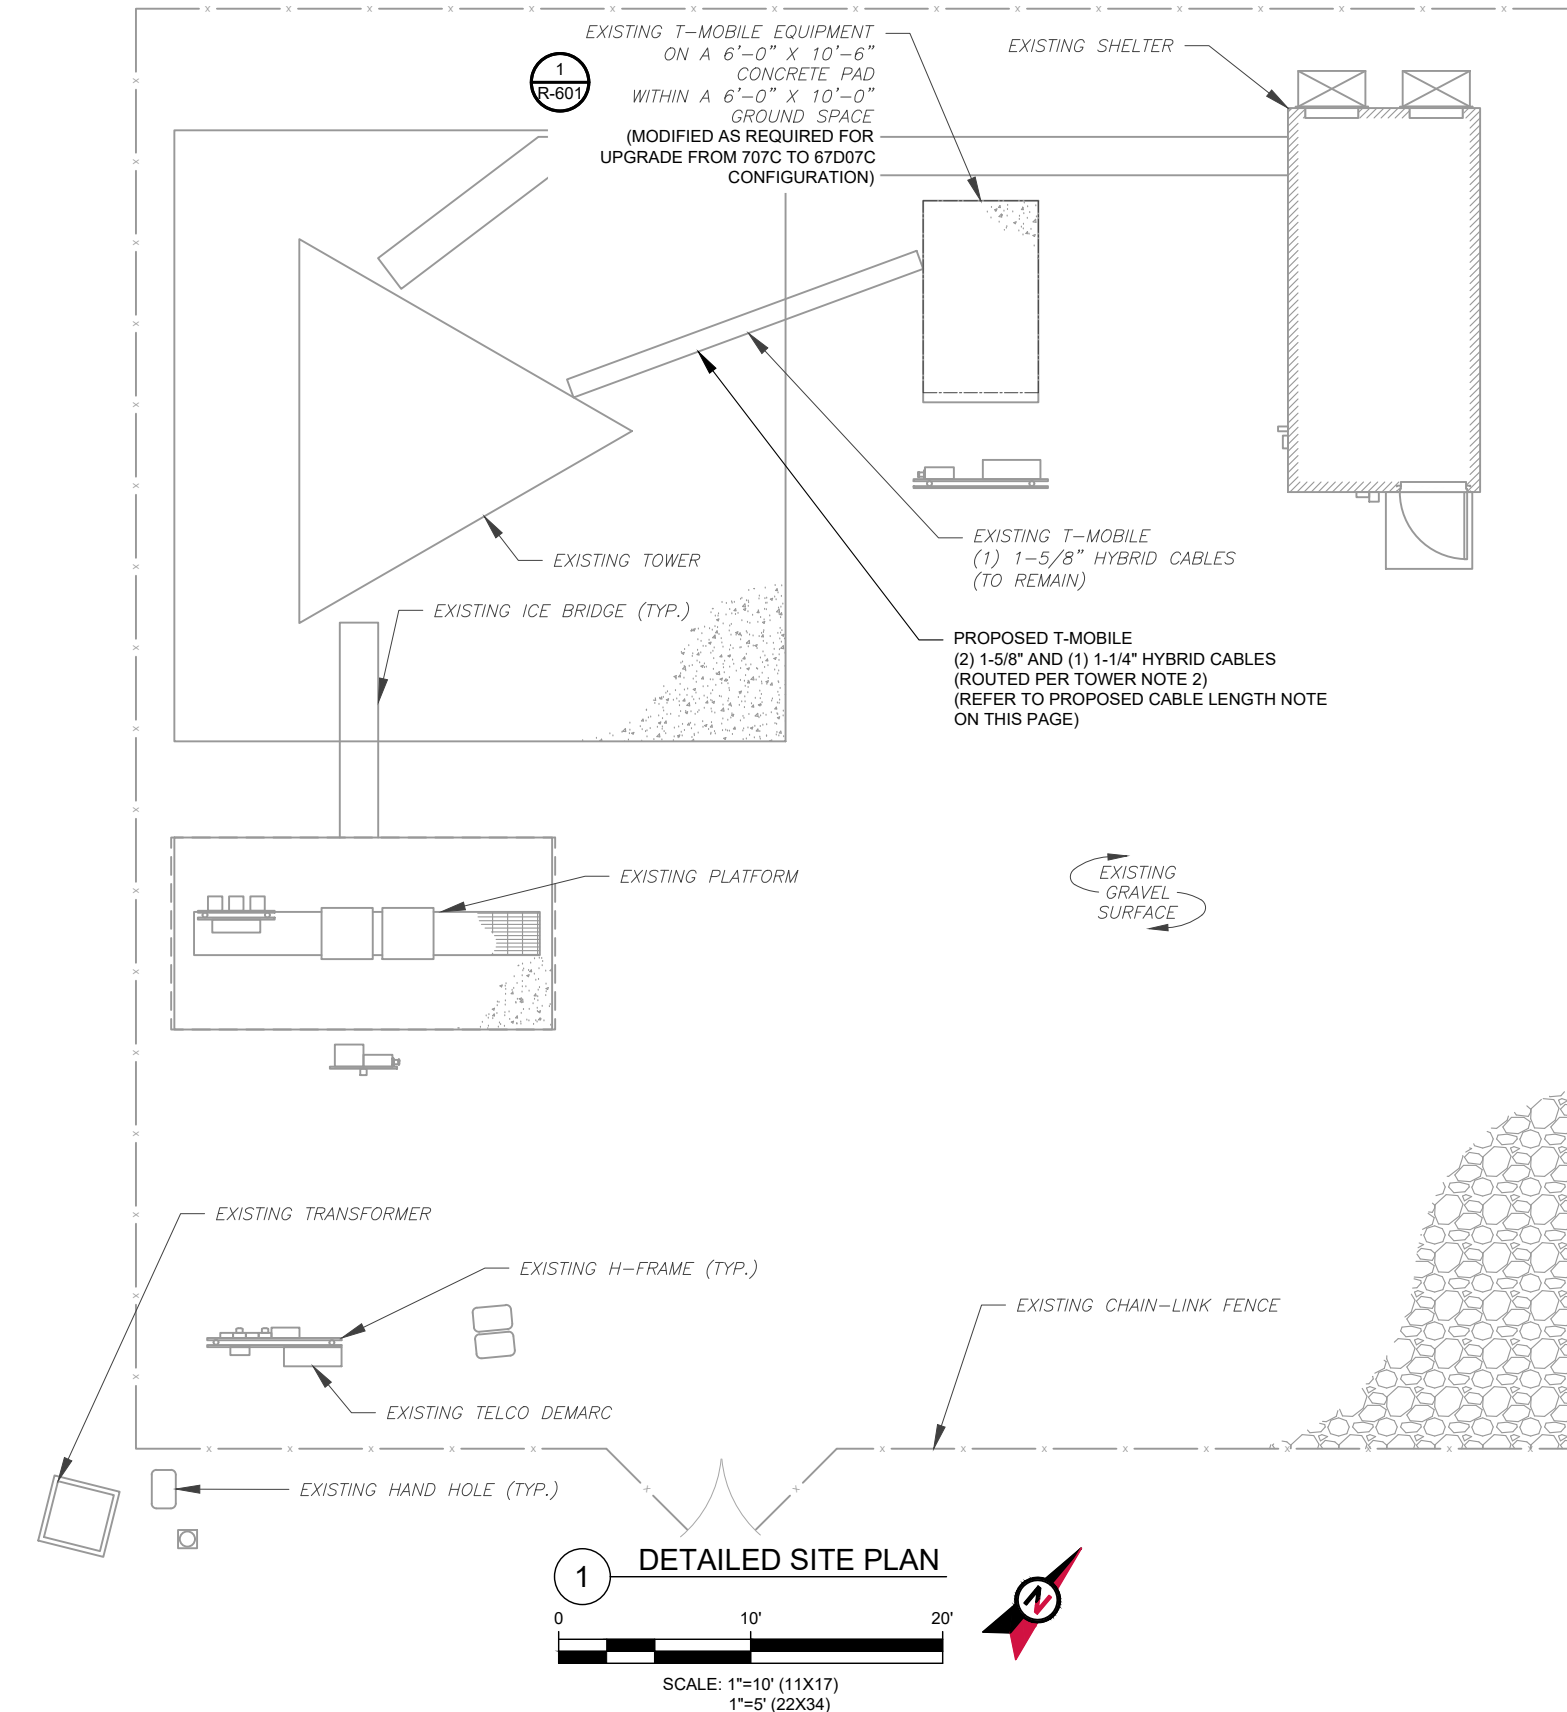 EXISTING T-MOBILE EQUIPMENT
ON A 6'-0" X 10'-6"
CONCRETE PAD
WITHIN A 6'-0" X 10'-0"
GROUND SPACE
(MODIFIED AS REQUIRED FOR
UPGRADE FROM 707C TO 67D07C
CONFIGURATION)
1
R-601
EXISTING SHELTER
EXISTING T-MOBILE
(1) 1-5/8" HYBRID CABLES
(TO REMAIN)
EXISTING TOWER
EXISTING ICE BRIDGE (TYP.)
PROPOSED T-MOBILE
(2) 1-5/8" AND (1) 1-1/4" HYBRID CABLES
(ROUTED PER TOWER NOTE 2)
(REFER TO PROPOSED CABLE LENGTH NOTE
ON THIS PAGE)
EXISTING PLATFORM
EXISTING
GRAVEL
SURFACE
EXISTING TRANSFORMER
EXISTING H-FRAME (TYP.)
EXISTING CHAIN-LINK FENCE
EXISTING TELCO DEMARC
EXISTING HAND HOLE (TYP.)
1
DETAILED SITE PLAN
0 10' 20'
SCALE: 1"=10' (11X17)
1"=5' (22X34)
N